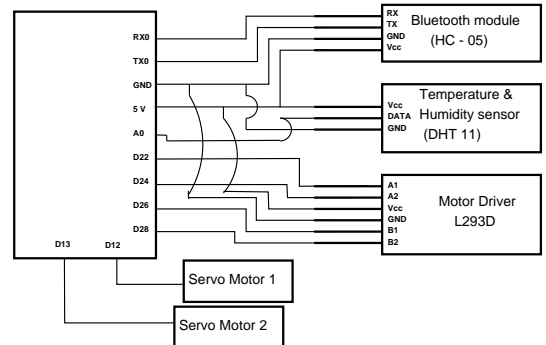 RX0
TX0
GND
5 V
A0
D22
D24
D26
D28
D13 D12
RX
TX
GND
Vcc
Bluetooth module
(HC - 05)
Vcc
DATA
GND
Temperature &
Humidity sensor
(DHT 11)
A1
A2
Vcc
GND
B1
B2
Motor Driver
L293D
Servo Motor 1
Servo Motor 2